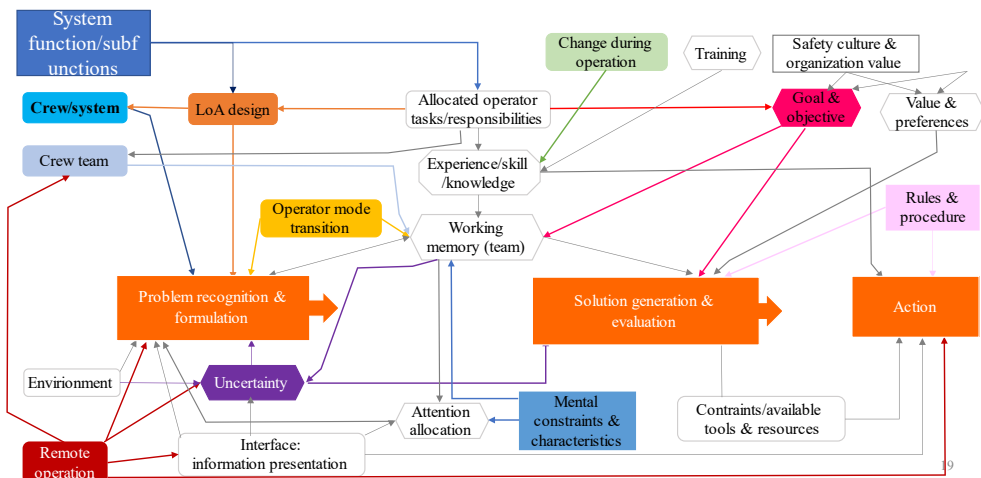 System
function/subf
unctions
Change during
operation
Training
Safety culture &
organization value
Crew/system
LoA design
Allocated operator
tasks/responsibilities
Goal &
objective
Value &
preferences
Crew team
Experience/skill
/knowledge
Operator mode
transition
Working
memory (team)
Rules &
procedure
Problem recognition &
formulation
Solution generation &
evaluation
Action
Envirionment
Uncertainty
Attention
allocation
Mental
constraints &
characteristics
Contraints/available
tools & resources
Remote
operation
Interface:
information presentation
19